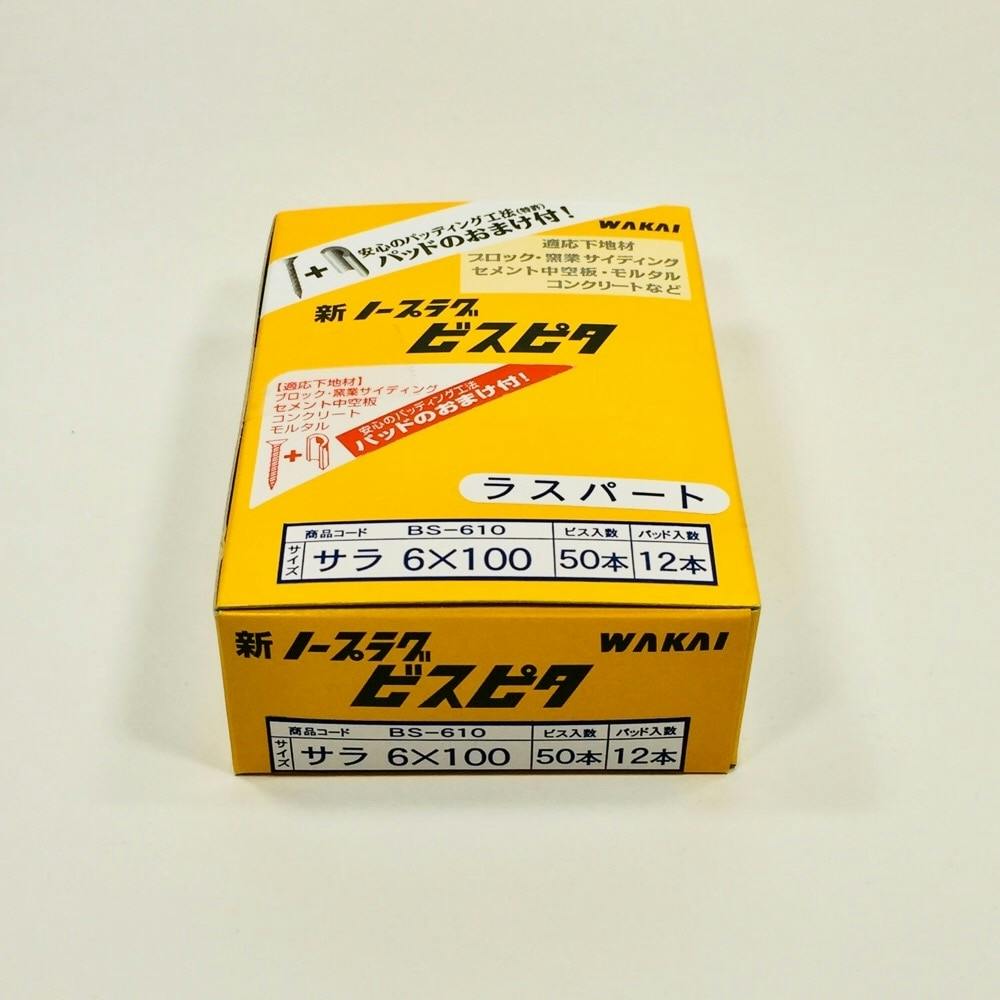 安心のパッディング工法(特許)
パッドのおまけ付!
+
WAKAI
適応下地材
ブロック・窯業サイディング
セメント中空板・モルタル
コンクリートなど
新 ノープラグ
ビスピタ
【適応下地材】
ブロック・窯業サイディング
セメント中空板
コンクリート
モルタル
+
安心のパッディング工法
パッドのおまけ付!
ラスパート
商品コード BS-610 ビス入数 パッド入数
サイズ サラ 6×100 50本 12本
新 ノープラグ WAKAI
ビスピタ
商品コード BS-610 ビス入数 パッド入数
サイズ サラ 6×100 50本 12本